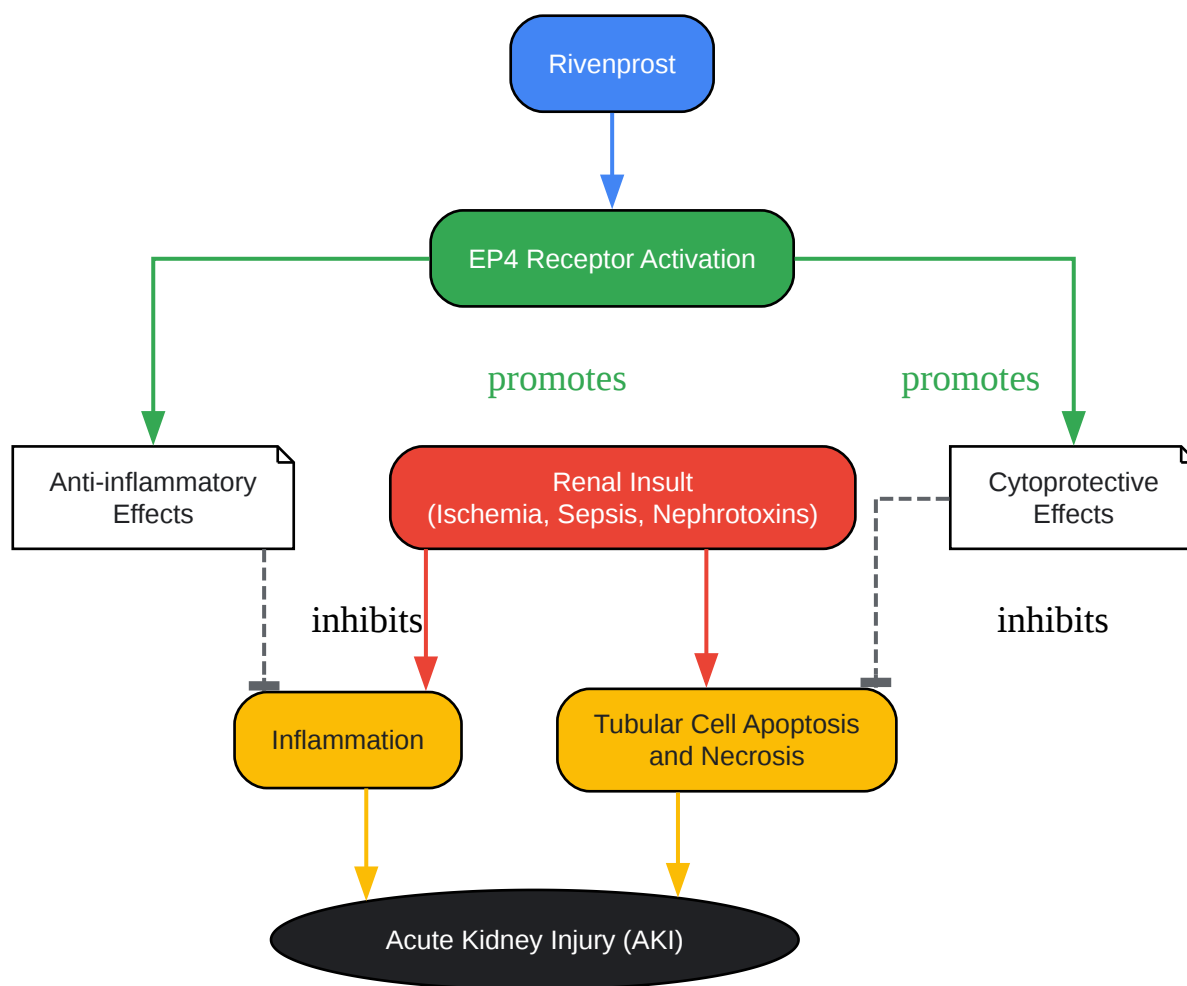 Rivenprost
EP4 Receptor Activation
promotes
promotes
Anti-inflammatory
Effects
Renal Insult
(Ischemia, Sepsis, Nephrotoxins)
Cytoprotective
Effects
inhibits
inhibits
Inflammation
Tubular Cell Apoptosis
and Necrosis
Acute Kidney Injury (AKI)